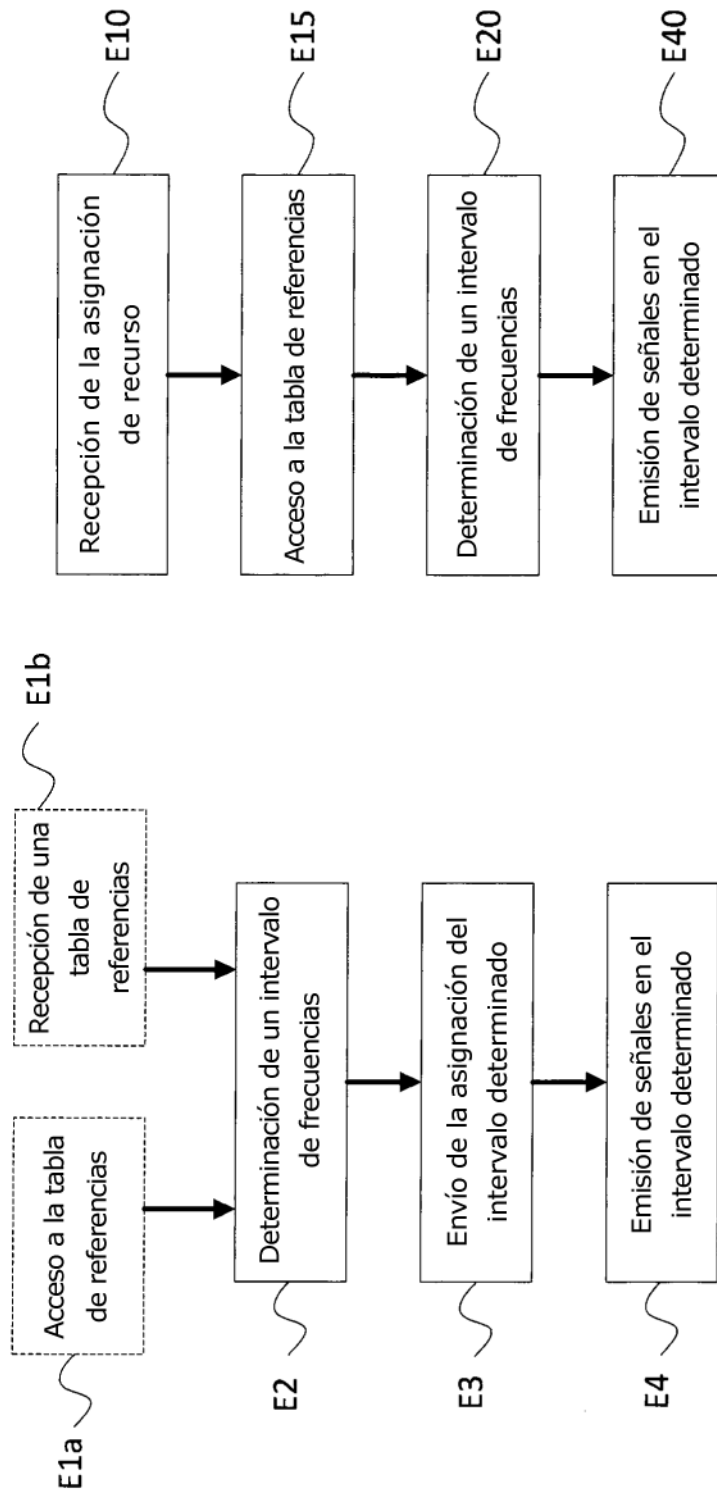 E1a
Acceso a la tabla
de referencias
Recepción de una
tabla de
referencias
E1b
E2
Determinación de un intervalo
de frecuencias
E3
Envío de la asignación del
intervalo determinado
E4
Emisión de señales en el
intervalo determinado
Recepción de la asignación
de recurso
E10
Acceso a la tabla de referencias
E15
Determinación de un intervalo
de frecuencias
E20
Emisión de señales en el
intervalo determinado
E40